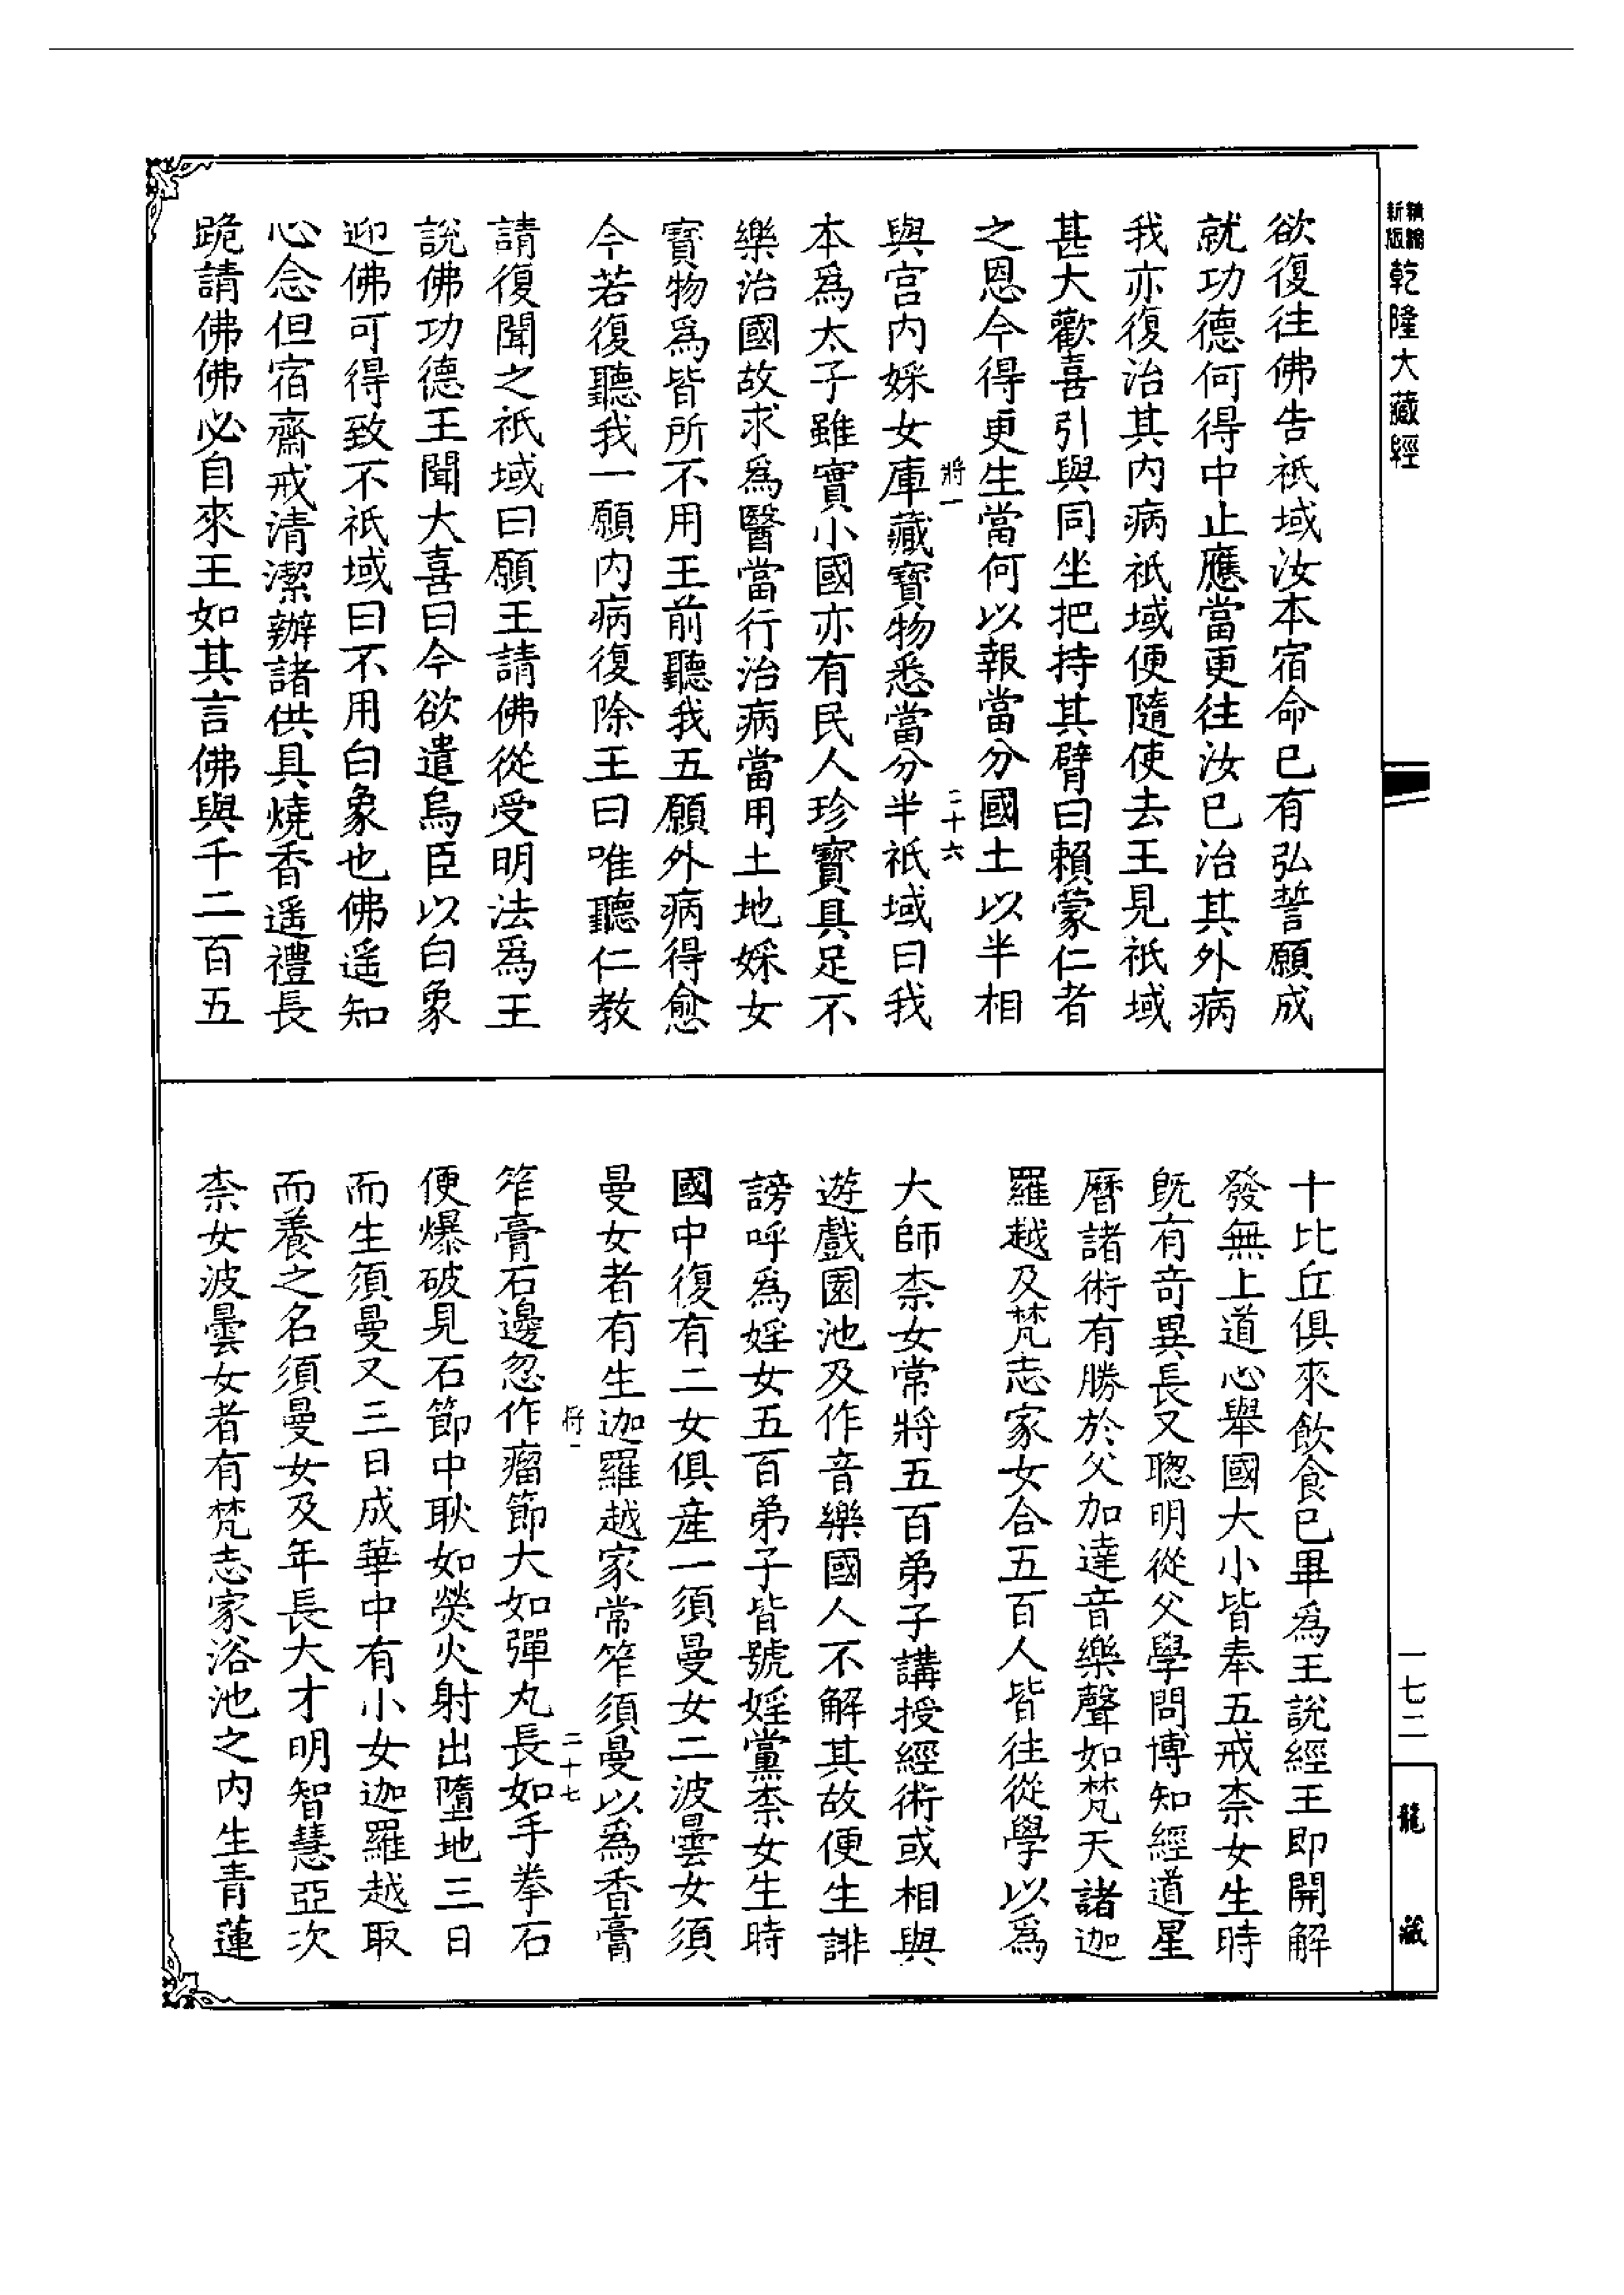 精縮
新版
乾隆大藏經
欲復往佛告祇域汝本宿命已有弘誓願成
就功德何得中止應當更往汝已治其外病
我亦復治其内病祇域便隨使去王見祇域
甚大歡喜引與同坐把持其臂曰賴蒙仁者
之恩今得更生當何以報當分國土以半相
將一
二十六
與宫内婇女庫藏寳物悉當分半祇域曰我
本爲太子雖實小國亦有民人珍寳具足不
樂治國故求爲醫當行治病當用土地婇女
寳物爲皆所不用王前聽我五願外病得愈
今若復聽我一願内病復除王曰唯聽仁教
請復聞之祇域曰願王請佛從受明法爲王
説佛功德王聞大喜曰今欲遣烏臣以白象
迎佛可得致不祇域曰不用白象也佛遥知
心念但宿齋戒清潔辦諸供具燒香遥禮長
跪請佛佛必自來王如其言佛與千二百五
十比丘俱來飲食已畢爲王説經王即開解
發無上道心舉國大小皆奉五戒柰女生時
既有奇異長又聰明從父學問博知經道星
曆諸術有勝於父加達音樂聲如梵天諸迦
羅越及梵志家女合五百人皆往從學以爲
大師柰女常將五百弟子講授經術或相與
遊戲園池及作音樂國人不解其故便生誹
謗呼爲婬女五百弟子皆號婬黨柰女生時
國中復有二女俱産一須曼女二波曇女須
曼女者有生迦羅越家常笮須曼以爲香膏
將一
二十七
笮膏石邊忽作瘤節大如彈丸長如手拳石
便爆破見石節中耿如熒火射出墮地三日
而生須曼又三日成華中有小女迦羅越取
而養之名須曼女及年長大才明智慧亞次
柰女波曇女者有梵志家浴池之内生青蓮
一七二
龍藏